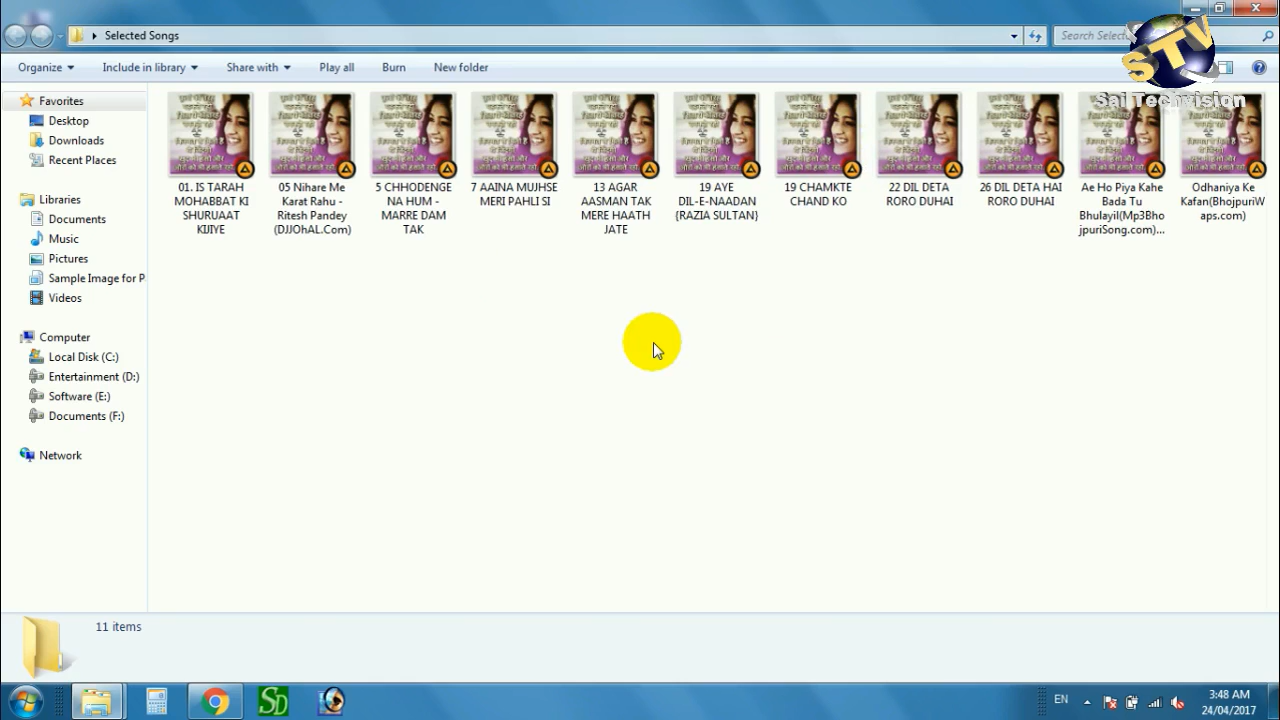 STV
Sai TechVision
Selected Songs
Search Selec
Organize
Include in library
Share with
Play all
Burn
New folder
Favorites
Desktop
Downloads
Recent Places
Libraries
Documents
Music
Pictures
Sample Image for P
Videos
Computer
Local Disk (C:)
Entertainment (D:)
Software (E:)
Documents (F:)
Network
01. IS TARAH
MOHABBAT KI
SHURUAAT
KIJIYE
05 Nihare Me
Karat Rahu -
Ritesh Pandey
(DJJOhAL.Com)
5 CHHODENGE
NA HUM -
MARRE DAM
TAK
7 AAINA MUJHSE
MERI PAHLI SI
13 AGAR
AASMAN TAK
MERE HAATH
JATE
19 AYE
DIL-E-NAADAN
{RAZIA SULTAN}
19 CHAMKTE
CHAND KO
22 DIL DETA
RORO DUHAI
26 DIL DETA HAI
RORO DUHAI
Ae Ho Piya Kahe
Bada Tu
Bhulayil(Mp3Bho
jpuriSong.com)...
Odhaniya Ke
Kafan(BhojpuriW
aps.com)
11 items
SD
EN
3:48 AM
24/04/2017